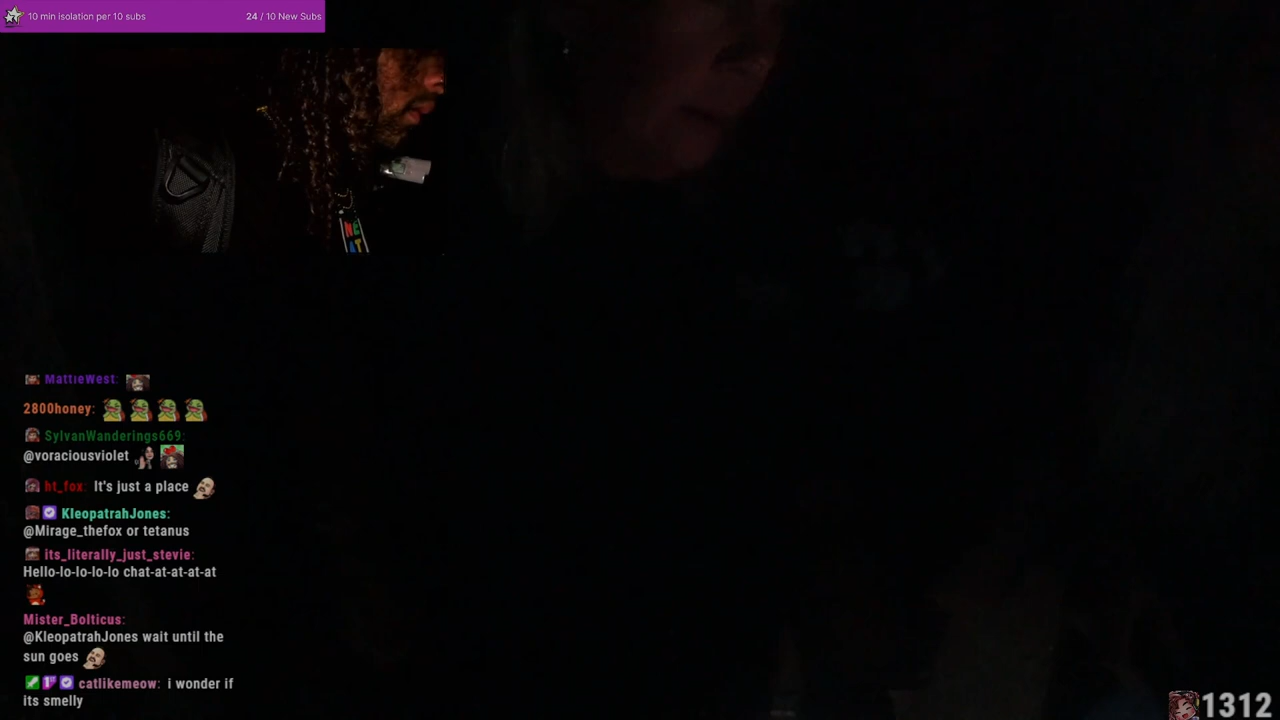 10 min isolation per 10 subs 24 / 10 New Subs
NE
AT
MattieWest:
2800honey:
SylvanWanderings669:
@voraciousviolet
ht_fox: It's just a place
KleopatrahJones:
@Mirage_thefox or tetanus
its_literally_just_stevie:
Hello-lo-lo-lo-lo chat-at-at-at-at
Mister_Bolticus:
@KleopatrahJones wait until the
sun goes
catlikemeow: i wonder if
its smelly
1312